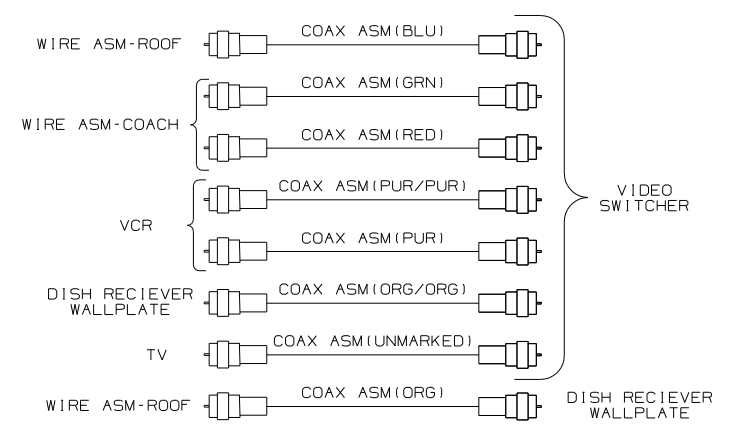 COAX ASM(BLU)
WIRE ASM-ROOF
COAX ASM(GRN)
WIRE ASM-COACH
COAX ASM(RED)
COAX ASM(PUR/PUR)
VIDEO
SWITCHER
VCR
COAX ASM(PUR)
COAX ASM(ORG/ORG)
DISH RECIEVER
WALLPLATE
COAX ASM(UNMARKED)
TV
COAX ASM(ORG)
WIRE ASM-ROOF
DISH RECIEVER
WALLPLATE